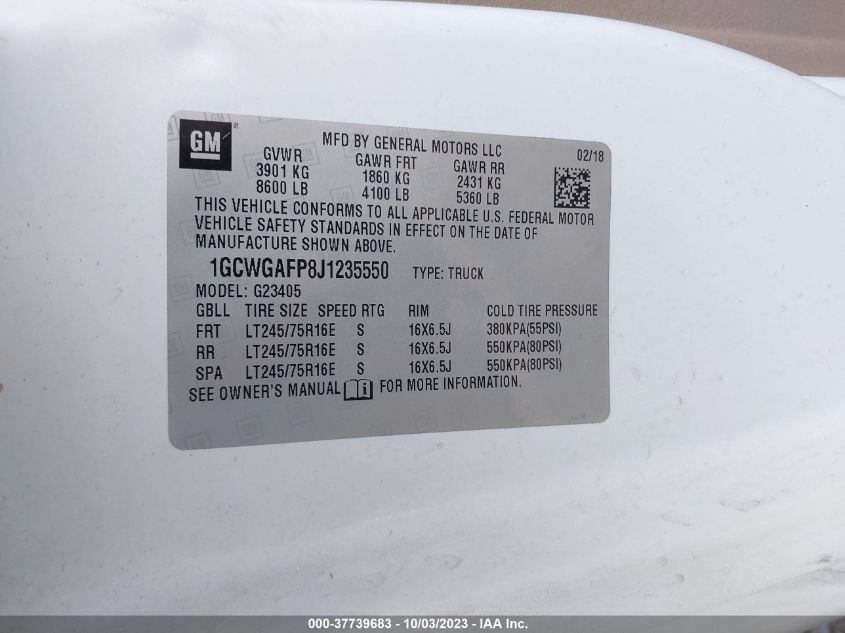 GM ®
MFD BY GENERAL MOTORS LLC 02/18
GVWR GAWR FRT GAWR RR
3901 KG 1860 KG 2431 KG
8600 LB 4100 LB 5360 LB
THIS VEHICLE CONFORMS TO ALL APPLICABLE U.S. FEDERAL MOTOR
VEHICLE SAFETY STANDARDS IN EFFECT ON THE DATE OF
MANUFACTURE SHOWN ABOVE.
1GCWGAFP8J1235550 TYPE: TRUCK
MODEL: G23405
GBLL TIRE SIZE SPEED RTG RIM COLD TIRE PRESSURE
FRT LT245/75R16E S 16X6.5J 380KPA(55PSI)
RR LT245/75R16E S 16X6.5J 550KPA(80PSI)
SPA LT245/75R16E S 16X6.5J 550KPA(80PSI)
SEE OWNER'S MANUAL i FOR MORE INFORMATION.
000-37739683 - 10/03/2023 - IAA Inc.